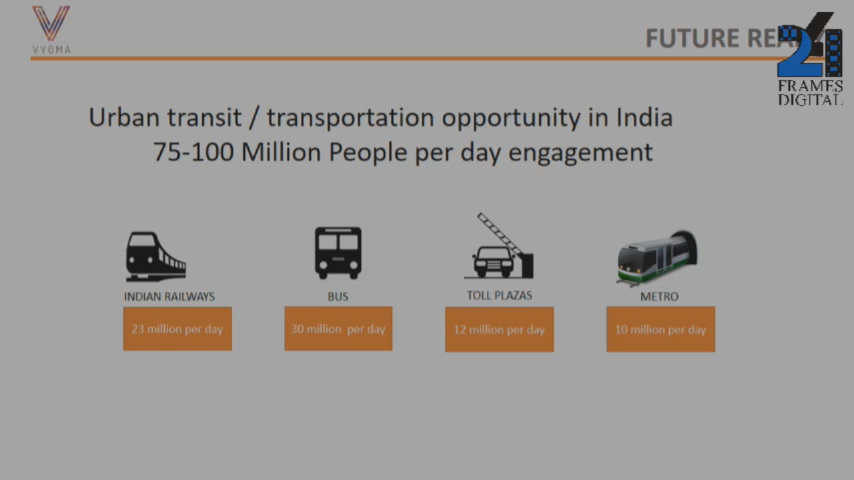 VYOMA
FUTURE
24
FRAMES
DIGITAL
Urban transit / transportation opportunity in India
75-100 Million People per day engagement
INDIAN RAILWAYS
BUS
TOLL PLAZAS
METRO
23 million per day
30 million per day
12 million per day
10 million per day